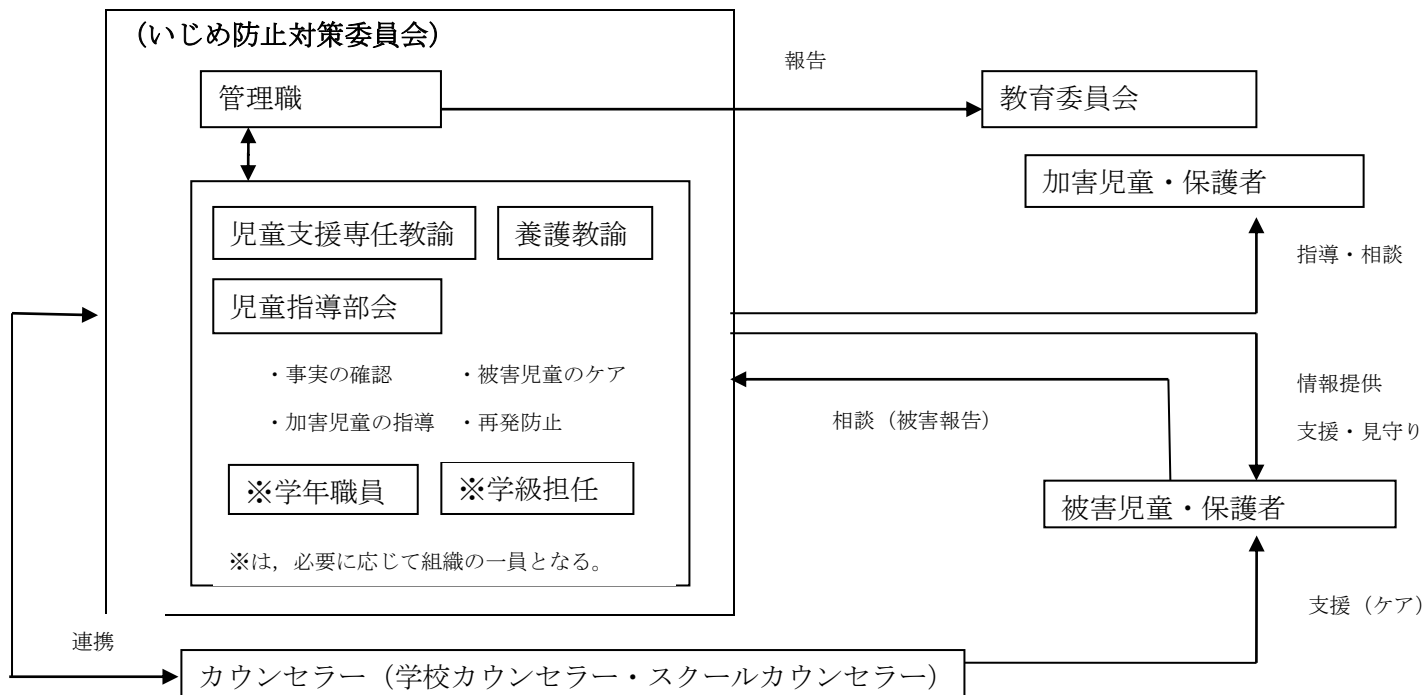 （いじめ防止対策委員会）
報告
管理職
教育委員会
加害児童・保護者
児童支援専任教諭
養護教諭
指導・相談
児童指導部会
・事実の確認
・被害児童のケア
情報提供
・加害児童の指導
・再発防止
相談（被害報告）
支援・見守り
※学年職員
※学級担任
被害児童・保護者
※は，必要に応じて組織の一員となる。
支援（ケア）
連携
カウンセラー（学校カウンセラー・スクールカウンセラー）